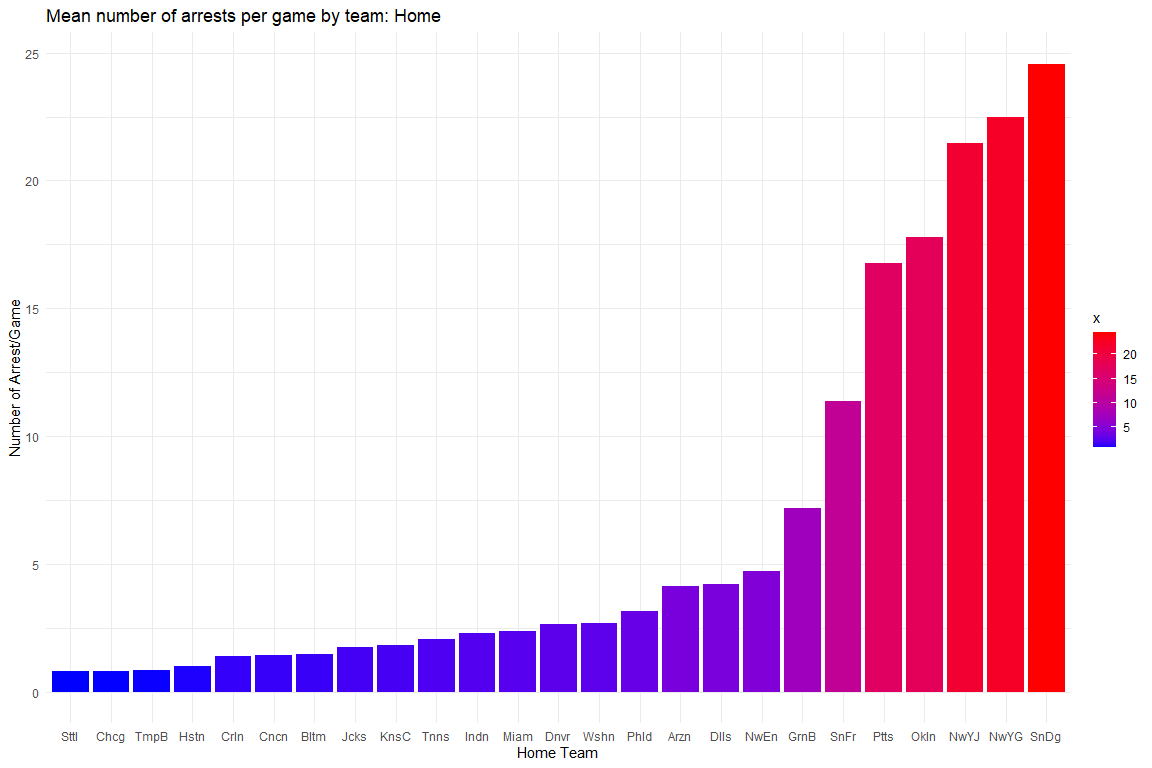 Mean number of arrests per game by team: Home
Number of Arrest/Game
25
20
15
10
5
0
Sttl Chcg TmpB Hstn Crln Cncn Bltm Jcks KnsC Tnns Indn Miam Dnvr Wshn Phld Arzn Dlls NwEn GrnB SnFr Ptts Okln NwYJ NwYG SnDg
Home Team
x
20
15
10
5